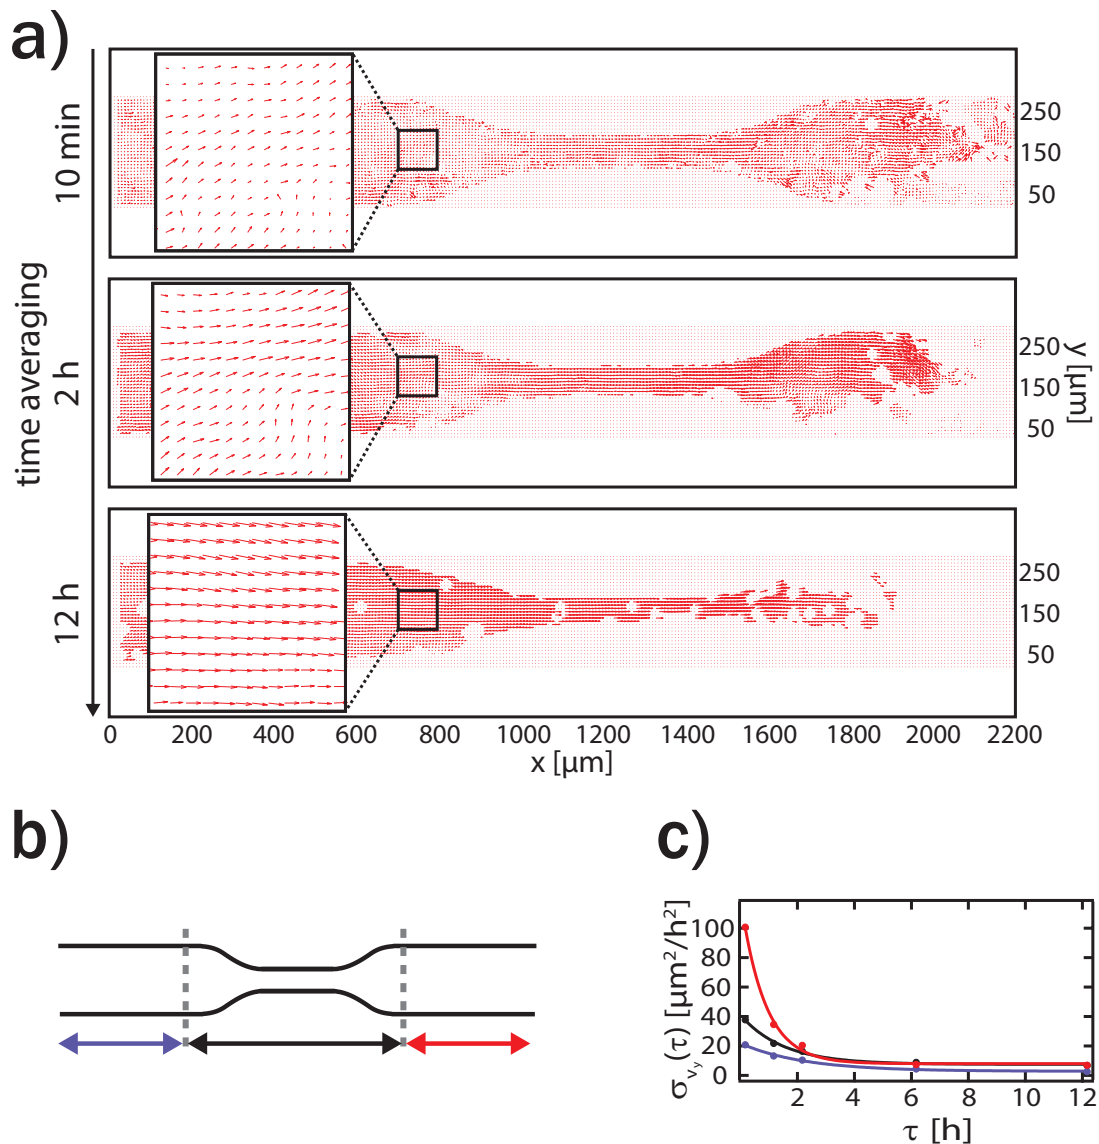 a)
time averaging
10 min
250
150
50
2 h
250
150
50
y [µm]
12 h
250
150
50
0 200 400 600 800 1000 1200 1400 1600 1800 2000 2200
x [µm]
b)
c)
σvy(τ) [µm²/h²]
100
80
60
40
20
0
2 4 6 8 10 12
τ [h]